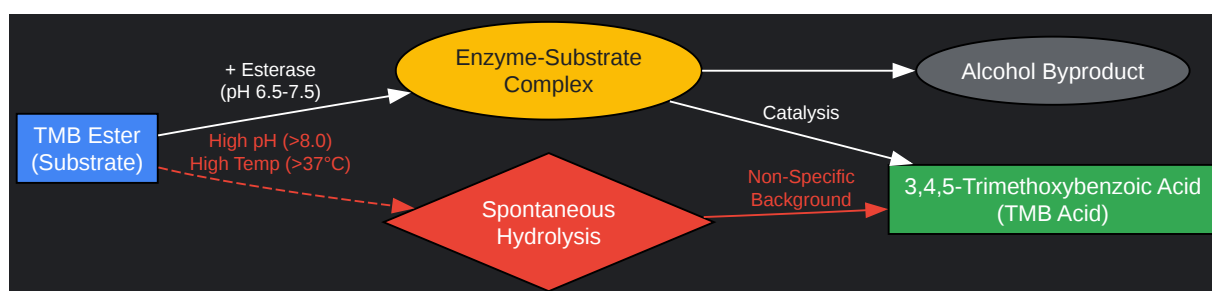 + Esterase
(pH 6.5-7.5)
Enzyme-Substrate
Complex
Alcohol Byproduct
TMB Ester
(Substrate)
High pH (>8.0)
High Temp (>37°C)
Catalysis
Spontaneous
Hydrolysis
Non-Specific
Background
3,4,5-Trimethoxybenzoic Acid
(TMB Acid)